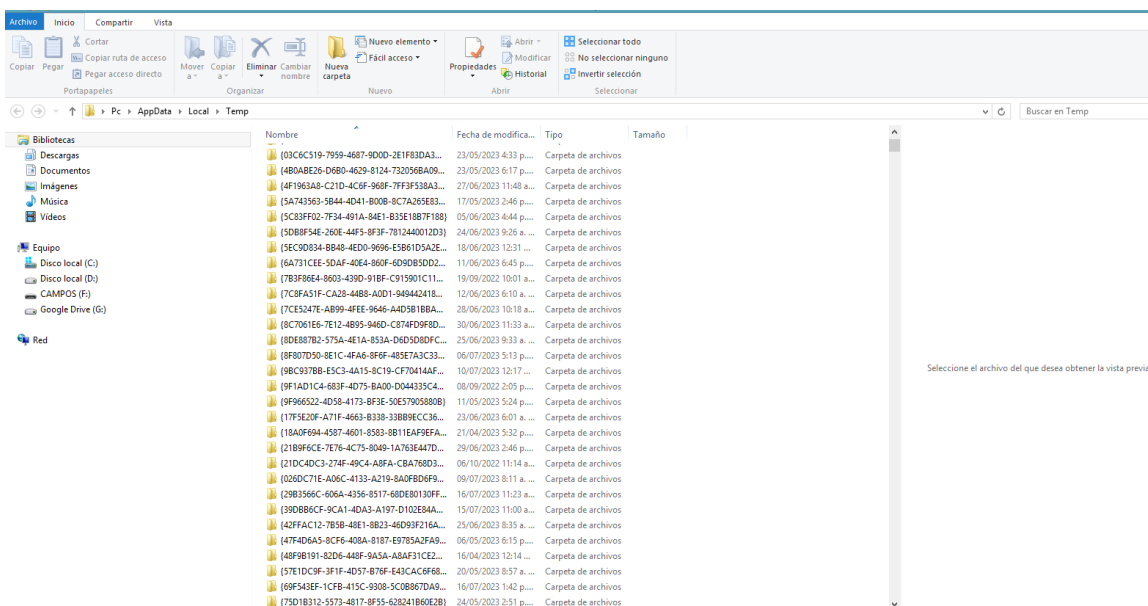 Archivo Inicio Compartir Vista
Copiar Pegar Cortar Copiar ruta de acceso Pegar acceso directo
Portapapeles
Mover a Copiar a Eliminar Cambiar nombre
Organizar
Nueva carpeta Nuevo elemento Fácil acceso
Nuevo
Propiedades Abrir Modificar Historial
Abrir
Seleccionar todo No seleccionar ninguno Invertir selección
Seleccionar
Pc AppData Local Temp Buscar en Temp
Bibliotecas
Descargas
Documentos
Imágenes
Música
Vídeos
Equipo
Disco local (C:)
Disco local (D:)
CAMPOS (F:)
Google Drive (G:)
Red
Nombre Fecha de modifica... Tipo Tamaño
{03C6C519-7959-4687-9D0D-2E1F83DA3... 23/05/2023 4:33 p.... Carpeta de archivos
{4B0ABE26-D6B0-4629-8124-732056BA09... 23/05/2023 6:17 p.... Carpeta de archivos
{4F1963A8-C21D-4C6F-968F-7FF3F538A3... 27/06/2023 11:48 a... Carpeta de archivos
{5A743563-5B44-4D41-B00B-8C7A265E83... 17/05/2023 2:46 p.... Carpeta de archivos
{5C83FF02-7F34-491A-84E1-B35E18B7F188} 05/06/2023 4:44 p.... Carpeta de archivos
{5DB8F54E-260E-44F5-8F3F-7812440012D3} 24/06/2023 9:26 a. ... Carpeta de archivos
{5EC9D834-BB48-4ED0-9696-E5B61D5A2E... 18/06/2023 12:31 ... Carpeta de archivos
{6A731CEE-5DAF-40E4-860F-6D9DB5DD2... 11/06/2023 6:45 p.... Carpeta de archivos
{7B3F86E4-8603-439D-91BF-C915901C11... 19/09/2022 10:01 a... Carpeta de archivos
{7C8FA51F-CA28-44B8-A0D1-949442418... 12/06/2023 6:10 a. ... Carpeta de archivos
{7CE5247E-AB99-4FEE-9646-A4D5B1BBA... 28/06/2023 10:18 a... Carpeta de archivos
{8C7061E6-7E12-4B95-946D-C874FD9F8D... 30/06/2023 11:33 a... Carpeta de archivos
{8DE887B2-575A-4E1A-853A-D6D5D8DFC... 25/06/2023 9:33 a. ... Carpeta de archivos
{8F807D50-8E1C-4FA6-8F6F-485E7A3C33... 06/07/2023 5:13 p.... Carpeta de archivos
{9BC937BB-E5C3-4A15-8C19-CF70414AF... 10/07/2023 12:17 ... Carpeta de archivos
{9F1AD1C4-683F-4D75-BA00-D044335C4... 08/09/2022 2:05 p.... Carpeta de archivos
{9F966522-4D58-4173-BF3E-50E57905880B} 11/05/2023 5:24 p.... Carpeta de archivos
{17F5E20F-A71F-4663-B338-33BB9ECC36... 23/06/2023 6:01 a. ... Carpeta de archivos
{18A0F694-4587-4601-8583-8B11EAF9EFA... 21/04/2023 5:32 p.... Carpeta de archivos
{21B9F6CE-7E76-4C75-8049-1A763E447D... 29/06/2023 2:46 p.... Carpeta de archivos
{21DC4DC3-274F-49C4-A8FA-CBA768D3... 06/10/2022 11:14 a... Carpeta de archivos
{026DC71E-A06C-4133-A219-8A0FBD6F9... 09/07/2023 8:11 a. ... Carpeta de archivos
{29B3566C-606A-4356-8517-68DE80130FF... 16/07/2023 11:23 a... Carpeta de archivos
{39DBB6CF-9CA1-4DA3-A197-D102E84A... 15/07/2023 11:00 a... Carpeta de archivos
{42FFAC12-7B5B-48E1-8B23-46D93F216A... 25/06/2023 8:35 a. ... Carpeta de archivos
{47F4D6A5-8CF6-408A-8187-E9785A2FA9... 06/05/2023 6:15 p.... Carpeta de archivos
{48F9B191-82D6-448F-9A5A-A8AF31CE2... 16/04/2023 12:14 ... Carpeta de archivos
{57E1DC9F-3F1F-4D57-B76F-E43CAC6F68... 20/05/2023 8:57 a. ... Carpeta de archivos
{69F543EF-1CFB-415C-9308-5C0B867DA9... 16/07/2023 1:42 p.... Carpeta de archivos
{75D1B312-5573-4817-8F55-628241B60E2B} 24/05/2023 2:51 p.... Carpeta de archivos
Seleccione el archivo del que desea obtener la vista previa